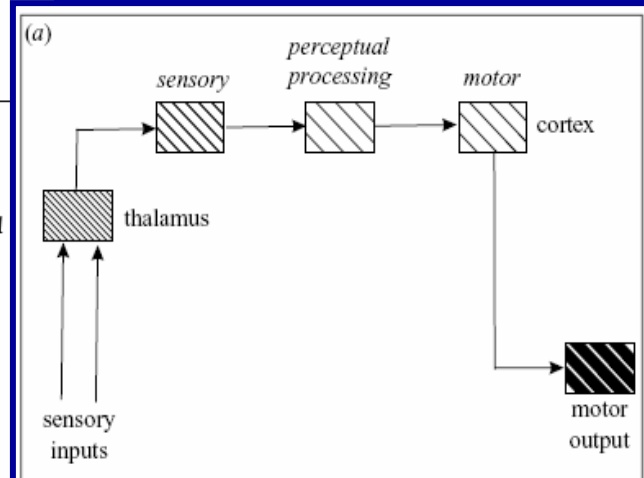 (a)
perceptual
processing
sensory
motor
cortex
thalamus
sensory
inputs
motor
output